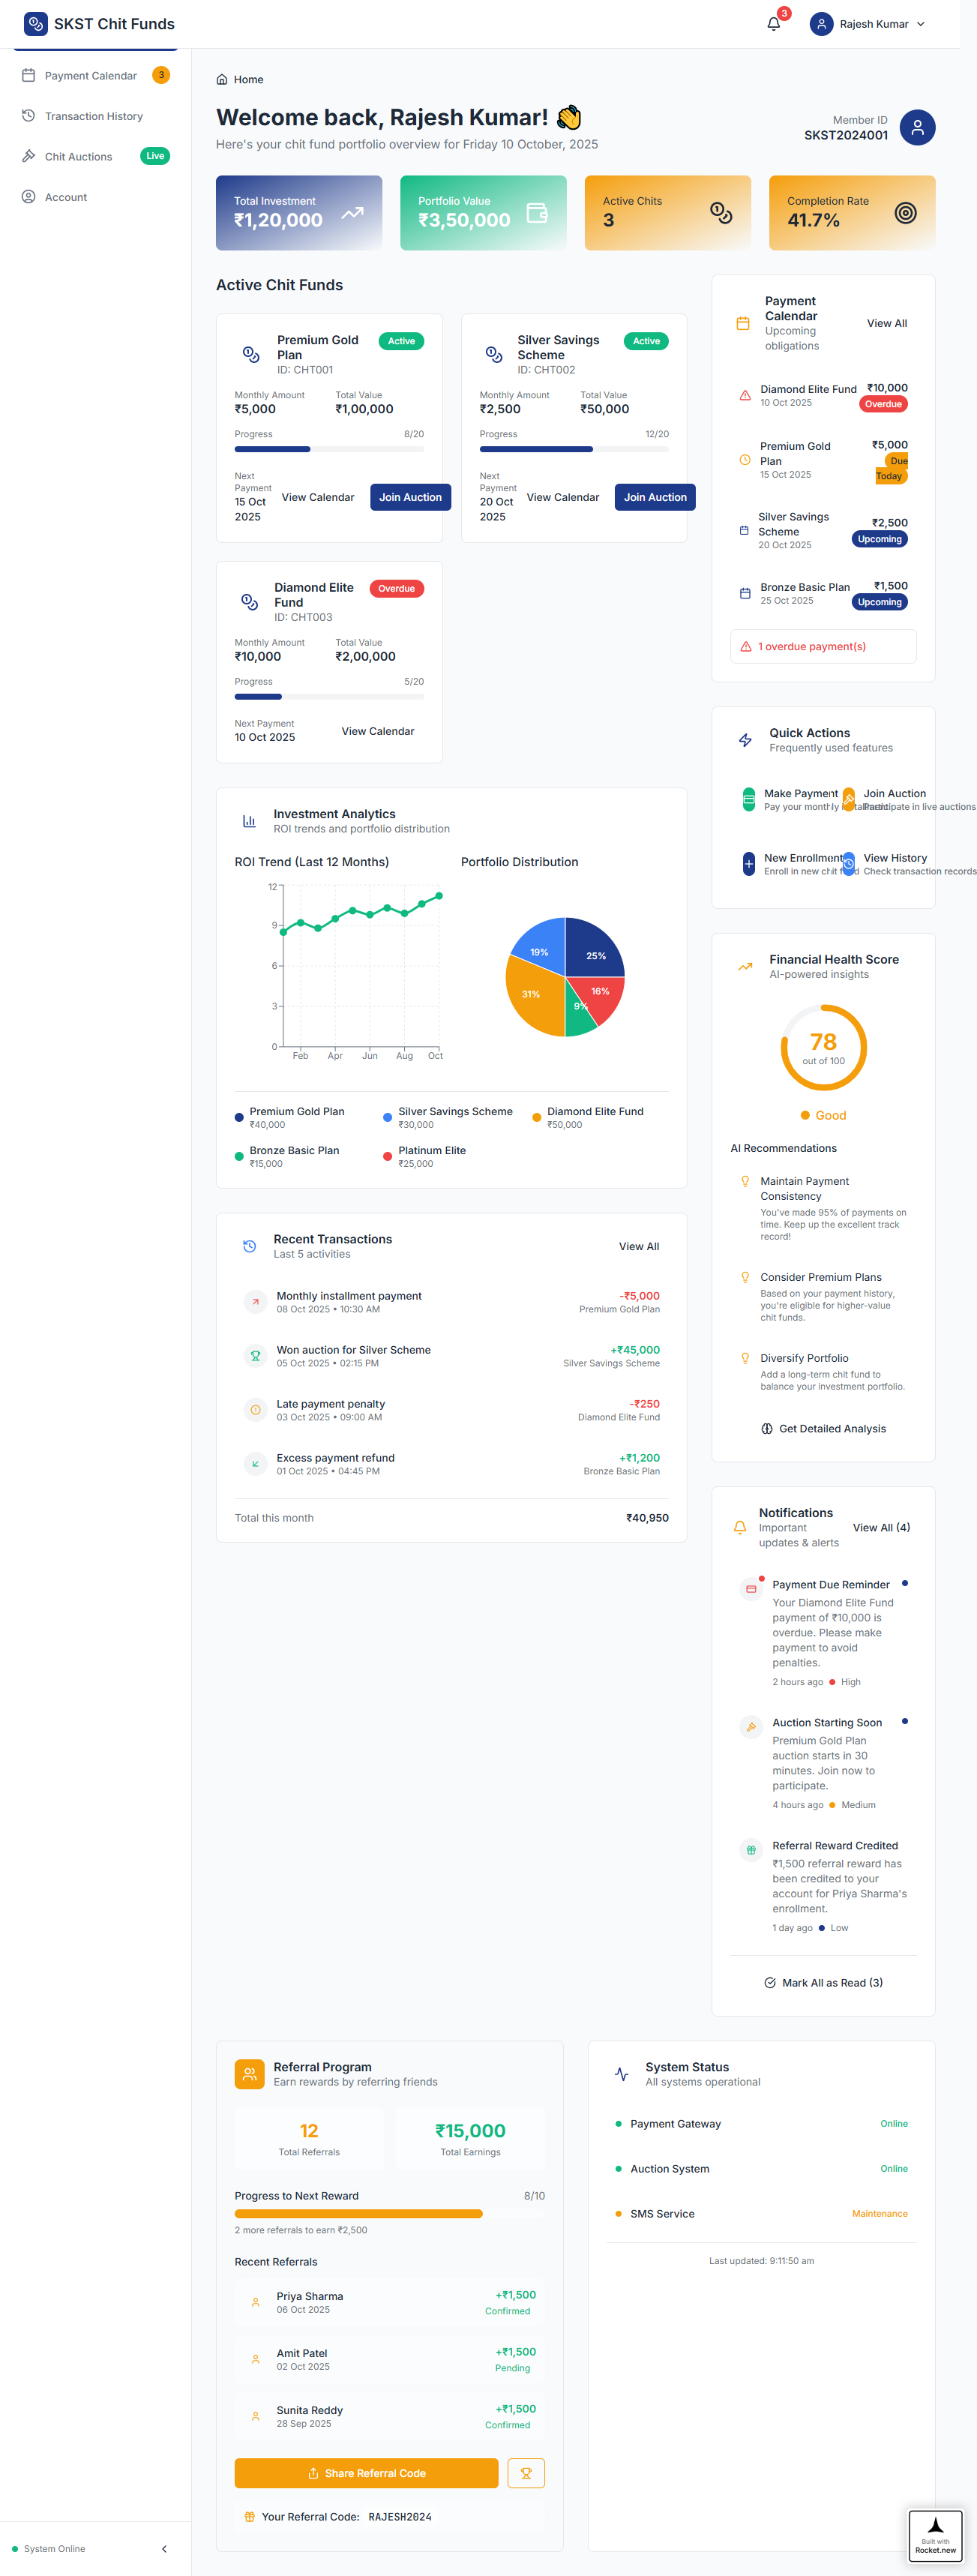 SKST Chit Funds
3
Rajesh Kumar
Payment Calendar
3
Transaction History
Chit Auctions
Live
Account
Home
Welcome back, Rajesh Kumar! 👋
Here's your chit fund portfolio overview for Friday 10 October, 2025
Member ID
SKST2024001
Total Investment
₹1,20,000
Portfolio Value
₹3,50,000
Active Chits
3
Completion Rate
41.7%
Active Chit Funds
Premium Gold
Plan
ID: CHT001
Active
Monthly Amount
₹5,000
Total Value
₹1,00,000
Progress
8/20
Next
Payment
15 Oct
2025
View Calendar
Join Auction
Silver Savings
Scheme
ID: CHT002
Active
Monthly Amount
₹2,500
Total Value
₹50,000
Progress
12/20
Next
Payment
20 Oct
2025
View Calendar
Join Auction
Diamond Elite
Fund
ID: CHT003
Overdue
Monthly Amount
₹10,000
Total Value
₹2,00,000
Progress
5/20
Next Payment
10 Oct 2025
View Calendar
Investment Analytics
ROI trends and portfolio distribution
ROI Trend (Last 12 Months)
12
9
6
3
0
Feb
Apr
Jun
Aug
Oct
Portfolio Distribution
19%
25%
31%
16%
9%
Premium Gold Plan
₹40,000
Silver Savings Scheme
₹30,000
Diamond Elite Fund
₹50,000
Bronze Basic Plan
₹15,000
Platinum Elite
₹25,000
Recent Transactions
Last 5 activities
View All
Monthly installment payment
08 Oct 2025 • 10:30 AM
-₹5,000
Premium Gold Plan
Won auction for Silver Scheme
05 Oct 2025 • 02:15 PM
+₹45,000
Silver Savings Scheme
Late payment penalty
03 Oct 2025 • 09:00 AM
-₹250
Diamond Elite Fund
Excess payment refund
01 Oct 2025 • 04:45 PM
+₹1,200
Bronze Basic Plan
Total this month
₹40,950
Payment
Calendar
Upcoming
obligations
View All
Diamond Elite Fund
10 Oct 2025
₹10,000
Overdue
Premium Gold
Plan
15 Oct 2025
₹5,000
Due
Today
Silver Savings
Scheme
20 Oct 2025
₹2,500
Upcoming
Bronze Basic Plan
25 Oct 2025
₹1,500
Upcoming
1 overdue payment(s)
Quick Actions
Frequently used features
Make Payment
Pay your monthly
Join Auction
Participate in live auctions
New Enrollment
Enroll in new chit fund
View History
Check transaction records
Financial Health Score
AI-powered insights
78
out of 100
Good
AI Recommendations
Maintain Payment
Consistency
You've made 95% of payments on
time. Keep up the excellent track
record!
Consider Premium Plans
Based on your payment history,
you're eligible for higher-value
chit funds.
Diversify Portfolio
Add a long-term chit fund to
balance your investment portfolio.
Get Detailed Analysis
Notifications
Important
updates & alerts
View All (4)
Payment Due Reminder
Your Diamond Elite Fund
payment of ₹10,000 is
overdue. Please make
payment to avoid
penalties.
2 hours ago
High
Auction Starting Soon
Premium Gold Plan
auction starts in 30
minutes. Join now to
participate.
4 hours ago
Medium
Referral Reward Credited
₹1,500 referral reward has
been credited to your
account for Priya Sharma's
enrollment.
1 day ago
Low
Mark All as Read (3)
Referral Program
Earn rewards by referring friends
12
Total Referrals
₹15,000
Total Earnings
Progress to Next Reward
8/10
2 more referrals to earn ₹2,500
Recent Referrals
Priya Sharma
06 Oct 2025
+₹1,500
Confirmed
Amit Patel
02 Oct 2025
+₹1,500
Pending
Sunita Reddy
28 Sep 2025
+₹1,500
Confirmed
Share Referral Code
Your Referral Code: RAJESH2024
System Status
All systems operational
Payment Gateway
Online
Auction System
Online
SMS Service
Maintenance
Last updated: 9:11:50 am
System Online
Built with
Rocket.new